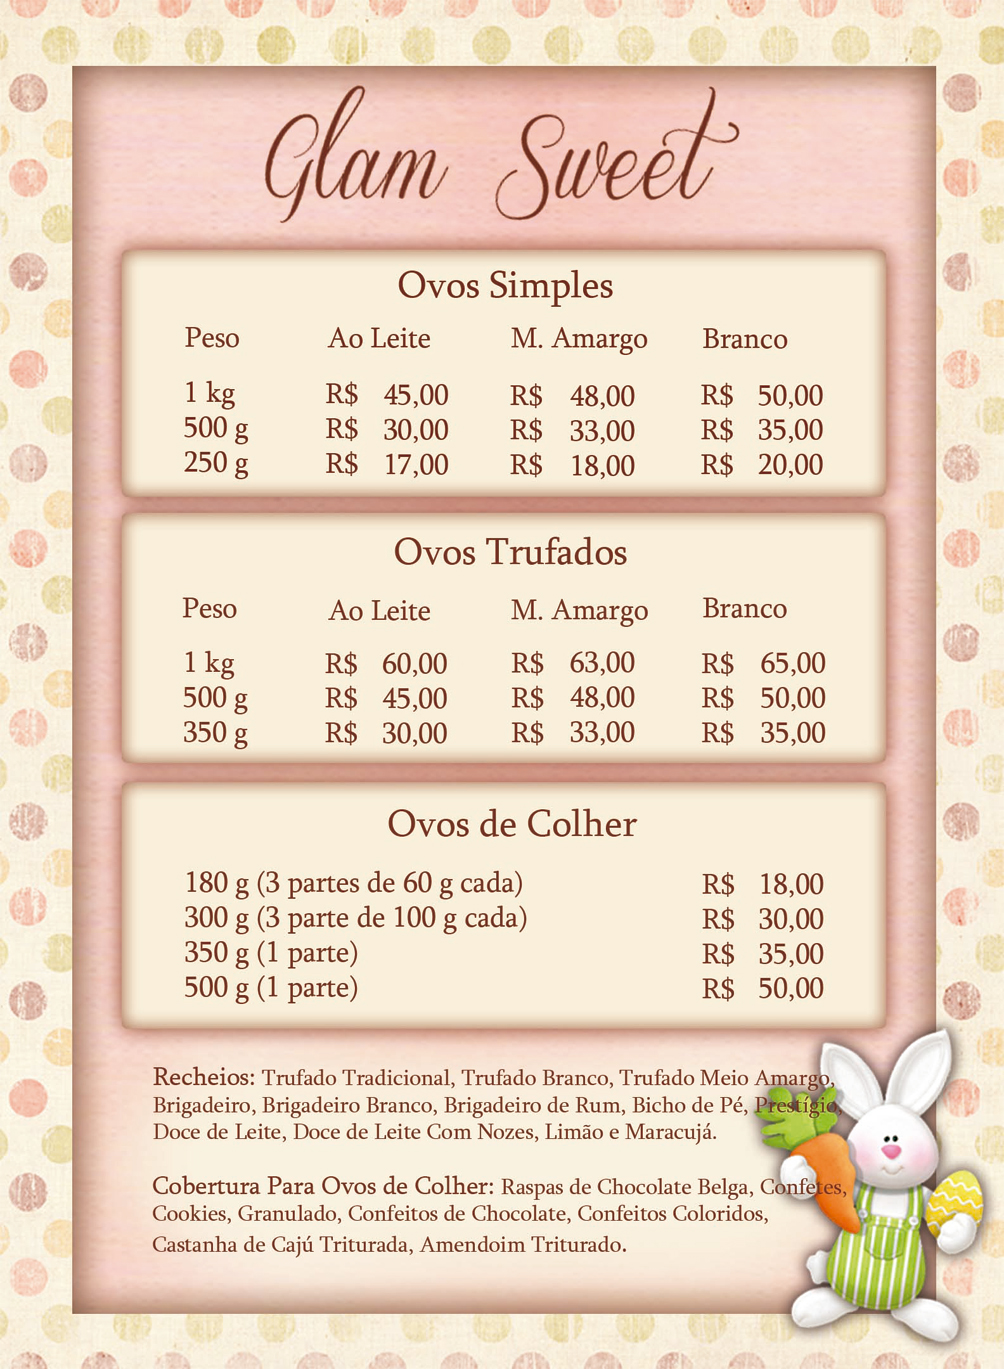 Glam Sweet
Ovos Simples
Peso Ao Leite M. Amargo Branco
1 kg R$ 45,00 R$ 48,00 R$ 50,00
500 g R$ 30,00 R$ 33,00 R$ 35,00
250 g R$ 17,00 R$ 18,00 R$ 20,00
Ovos Trufados
Peso Ao Leite M. Amargo Branco
1 kg R$ 60,00 R$ 63,00 R$ 65,00
500 g R$ 45,00 R$ 48,00 R$ 50,00
350 g R$ 30,00 R$ 33,00 R$ 35,00
Ovos de Colher
180 g (3 partes de 60 g cada) R$ 18,00
300 g (3 parte de 100 g cada) R$ 30,00
350 g (1 parte) R$ 35,00
500 g (1 parte) R$ 50,00
Recheios: Trufado Tradicional, Trufado Branco, Trufado Meio Amargo,
Brigadeiro, Brigadeiro Branco, Brigadeiro de Rum, Bicho de Pé, Prestígio,
Doce de Leite, Doce de Leite Com Nozes, Limão e Maracujá.
Cobertura Para Ovos de Colher: Raspas de Chocolate Belga, Confetes,
Cookies, Granulado, Confeitos de Chocolate, Confeitos Coloridos,
Castanha de Cajú Triturada, Amendoim Triturado.